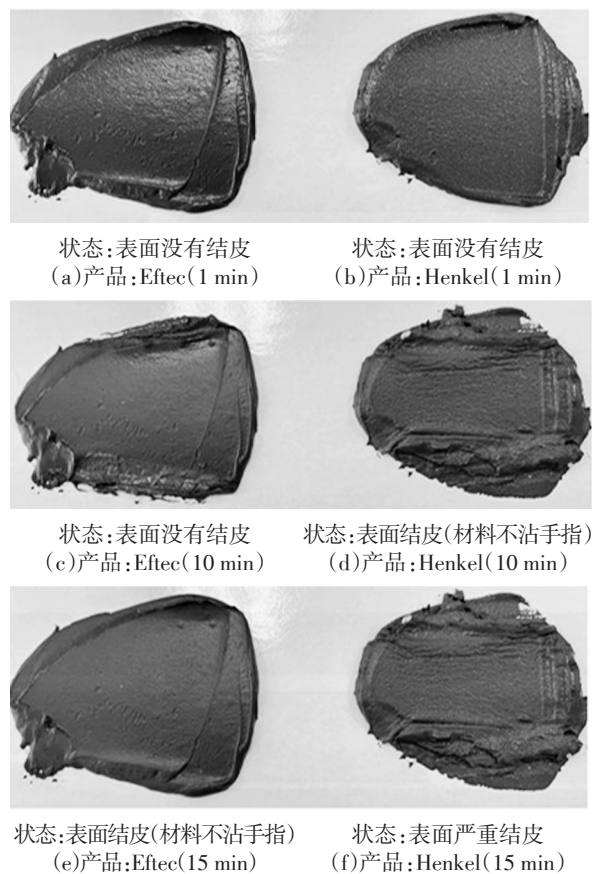 状态:表面没有结皮
(a)产品:Eftec(1 min)
状态:表面没有结皮
(b)产品:Henkel(1 min)
状态:表面没有结皮
(c)产品:Eftec(10 min)
状态:表面结皮(材料不沾手指)
(d)产品:Henkel(10 min)
状态:表面结皮(材料不沾手指)
(e)产品:Eftec(15 min)
状态:表面严重结皮
(f)产品:Henkel(15 min)